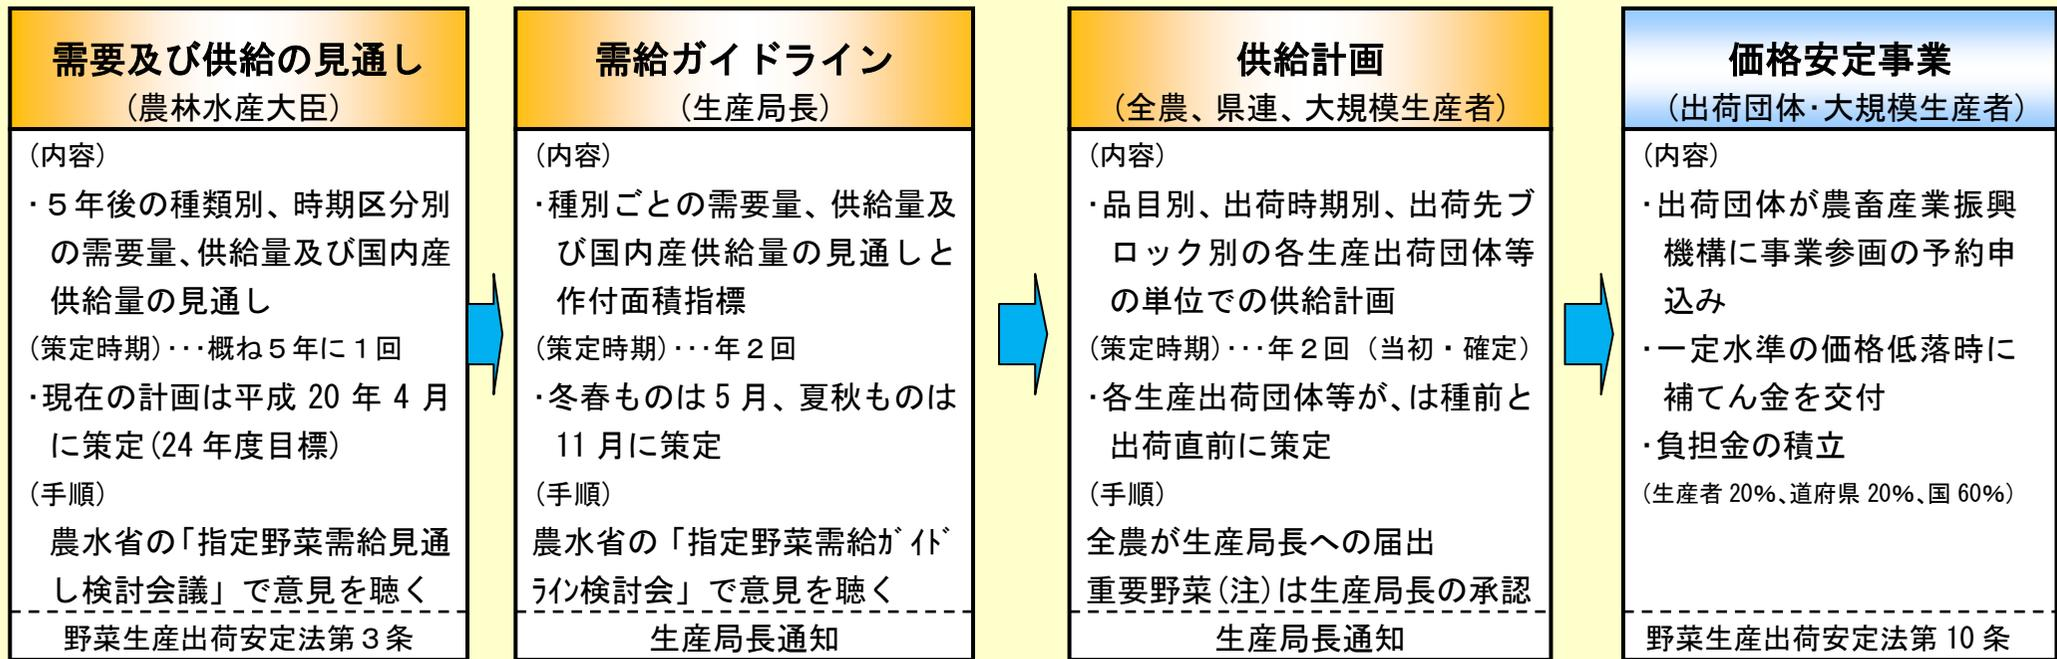 需要及び供給の見通し
（農林水産大臣）
（内容）
・５年後の種類別、時期区分別
の需要量、供給量及び国内産
供給量の見通し
（策定時期）・・・概ね５年に１回
・現在の計画は平成 20 年 4 月
に策定（24 年度目標）
（手順）
農水省の「指定野菜需給見通
し検討会議」で意見を聴く
野菜生産出荷安定法第３条
需給ガイドライン
（生産局長）
（内容）
・種別ごとの需要量、供給量及
び国内産供給量の見通しと
作付面積指標
（策定時期）・・・年２回
・冬春ものは 5 月、夏秋ものは
11 月に策定
（手順）
農水省の「指定野菜需給ｶﾞｲﾄﾞ
ﾗｲﾝ検討会」で意見を聴く
生産局長通知
供給計画
（全農、県連、大規模生産者）
（内容）
・品目別、出荷時期別、出荷先ブ
ロック別の各生産出荷団体等
の単位での供給計画
（策定時期）・・・年２回（当初・確定）
・各生産出荷団体等が、は種前と
出荷直前に策定
（手順）
全農が生産局長への届出
重要野菜（注）は生産局長の承認
生産局長通知
価格安定事業
（出荷団体・大規模生産者）
（内容）
・出荷団体が農畜産業振興
機構に事業参画の予約申
込み
・一定水準の価格低落時に
補てん金を交付
・負担金の積立
（生産者 20%、道府県 20%、国 60%）
野菜生産出荷安定法第 10 条